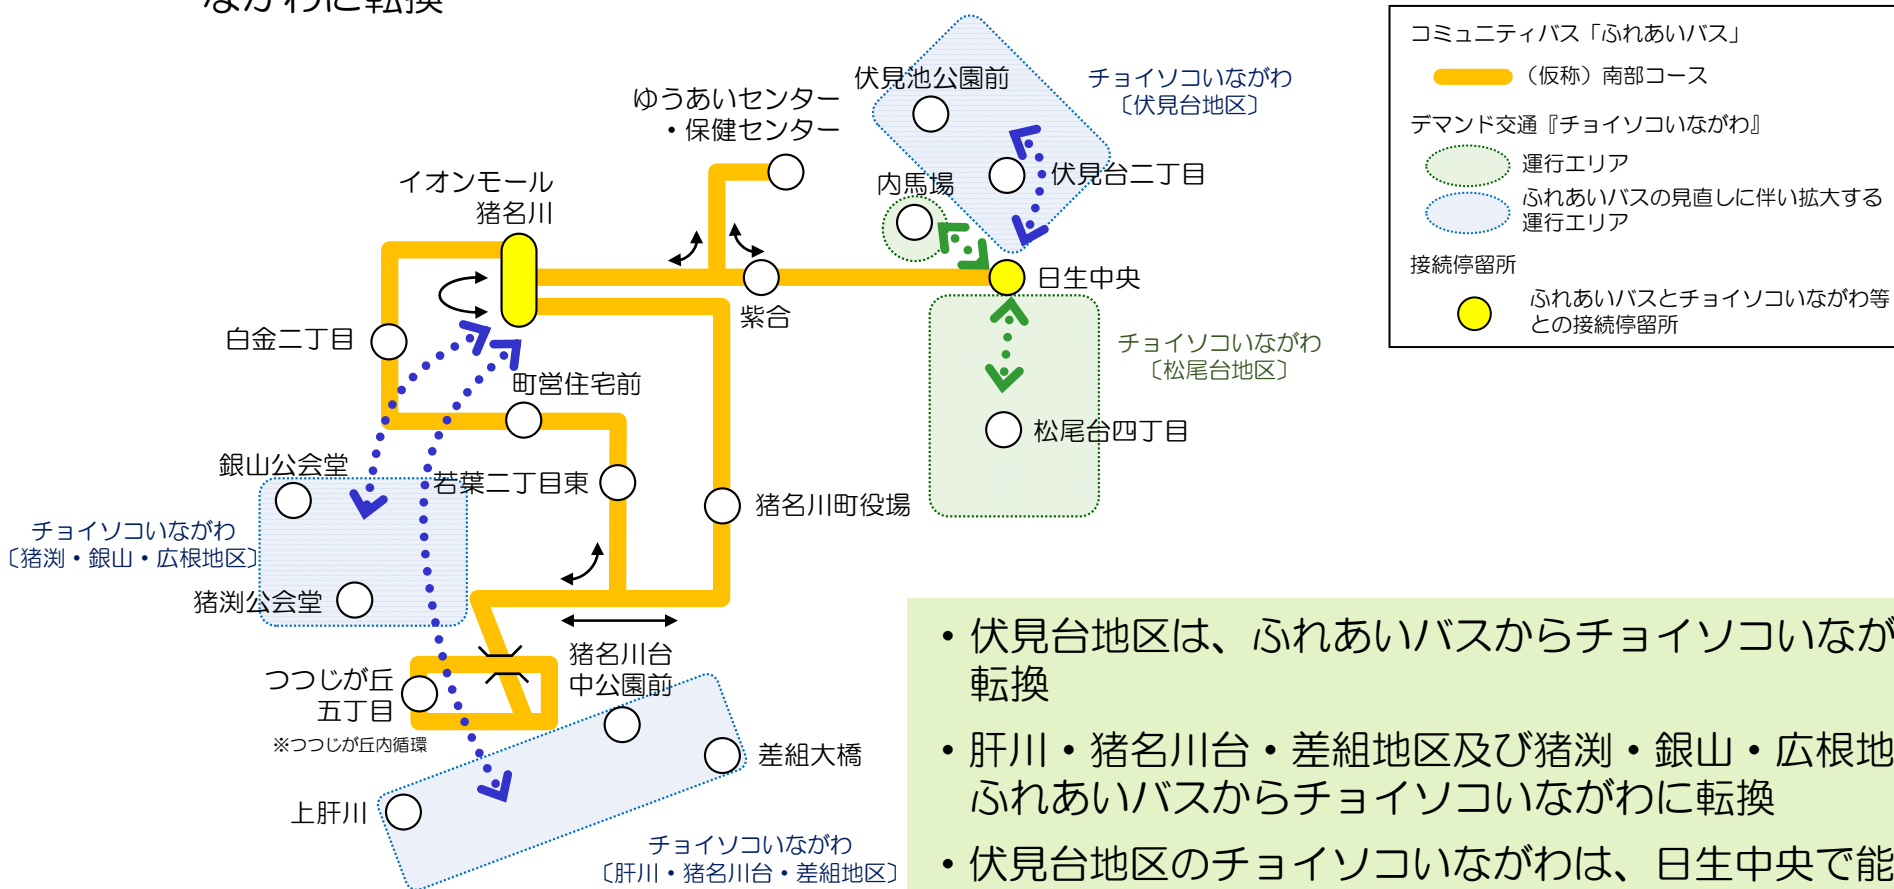 ながわに転換
コミュニティバス「ふれあいバス」
（仮称）南部コース
デマンド交通『チョイソコいながわ』
運行エリア
ふれあいバスの見直しに伴い拡大する
運行エリア
接続停留所
ふれあいバスとチョイソコいながわ等
との接続停留所
伏見池公園前
チョイソコいながわ
〔伏見台地区〕
ゆうあいセンター
・保健センター
伏見台二丁目
内馬場
イオンモール
猪名川
日生中央
紫合
白金二丁目
チョイソコいながわ
〔松尾台地区〕
町営住宅前
松尾台四丁目
銀山公会堂
若葉二丁目東
猪名川町役場
チョイソコいながわ
〔猪渕・銀山・広根地区〕
猪渕公会堂
猪名川台
中公園前
つつじが丘
五丁目
※つつじが丘内循環
差組大橋
上肝川
チョイソコいながわ
〔肝川・猪名川台・差組地区〕
・伏見台地区は、ふれあいバスからチョイソコいなが
転換
・肝川・猪名川台・差組地区及び猪渕・銀山・広根地
ふれあいバスからチョイソコいながわに転換
・伏見台地区のチョイソコいながわは、日生中央で能